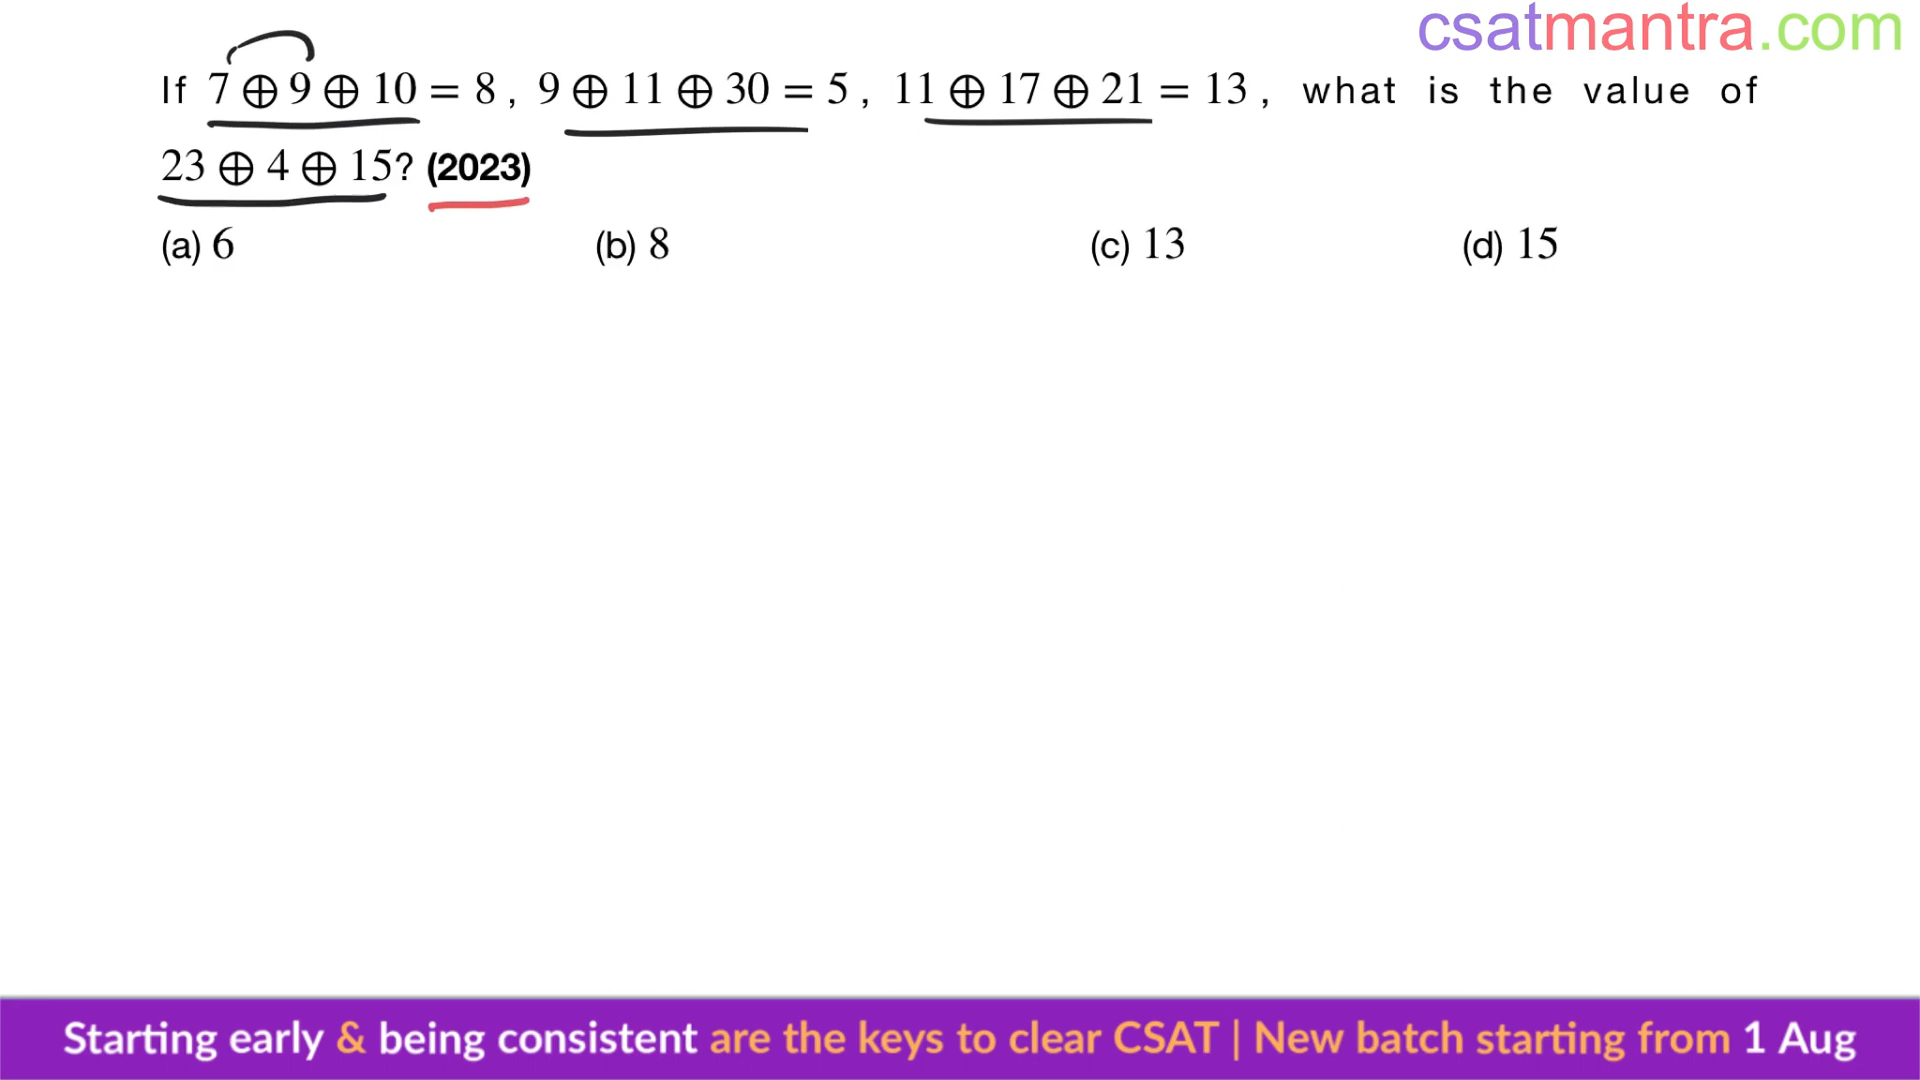 csatmantra.com
If 7 ⊕ 9 ⊕ 10 = 8, 9 ⊕ 11 ⊕ 30 = 5, 11 ⊕ 17 ⊕ 21 = 13, what is the value of
23 ⊕ 4 ⊕ 15? (2023)
(a) 6 (b) 8 (c) 13 (d) 15
Starting early & being consistent are the keys to clear CSAT | New batch starting from 1 Aug